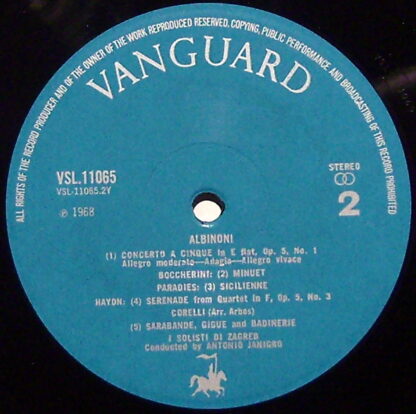 ALL RIGHTS OF THE RECORD PRODUCER AND OF THE OWNER OF THE WORK REPRODUCED RESERVED. COPYING, PUBLIC PERFORMANCE AND BROADCASTING OF THIS RECORD PROHIBITED
VANGUARD
VSL.11065
VSL-11065.2Y
℗ 1968
STEREO
2
ALBINONI
(1) CONCERTO A CINQUE in E flat, Op. 5, No. 1
Allegro moderato—Adagio—Allegro vivace
BOCCHERINI: (2) MINUET
PARADIES: (3) SICILIENNE
HAYDN: (4) SERENADE from Quartet in F, Op. 5, No. 3
CORELLI (Arr. Arbos)
(5) SARABANDE, GIGUE and BADINERIE
I SOLISTI DI ZAGREB
Conducted by ANTONIO JANIGRO